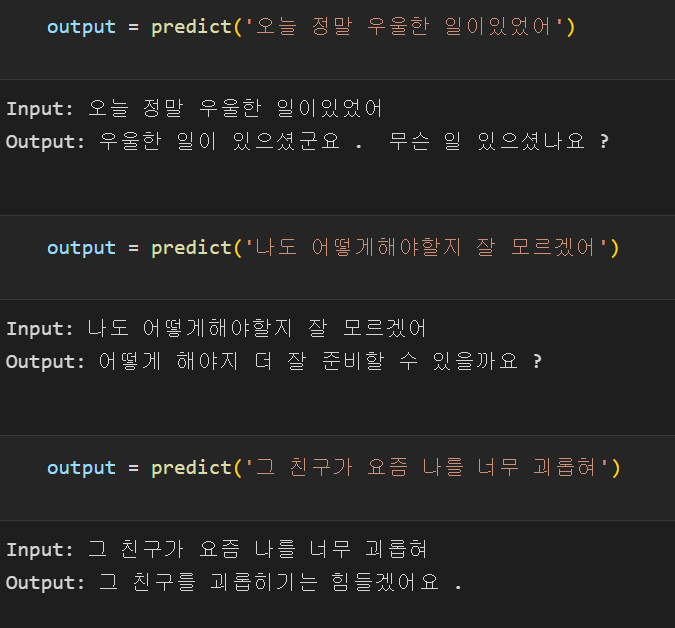 output = predict('오늘 정말 우울한 일이있었어')
Input: 오늘 정말 우울한 일이있었어
Output: 우울한 일이 있으셨군요 .  무슨 일 있으셨나요 ?
output = predict('나도 어떻게해야할지 잘 모르겠어')
Input: 나도 어떻게해야할지 잘 모르겠어
Output: 어떻게 해야지 더 잘 준비할 수 있을까요 ?
output = predict('그 친구가 요즘 나를 너무 괴롭혀')
Input: 그 친구가 요즘 나를 너무 괴롭혀
Output: 그 친구를 괴롭히기는 힘들겠어요 .